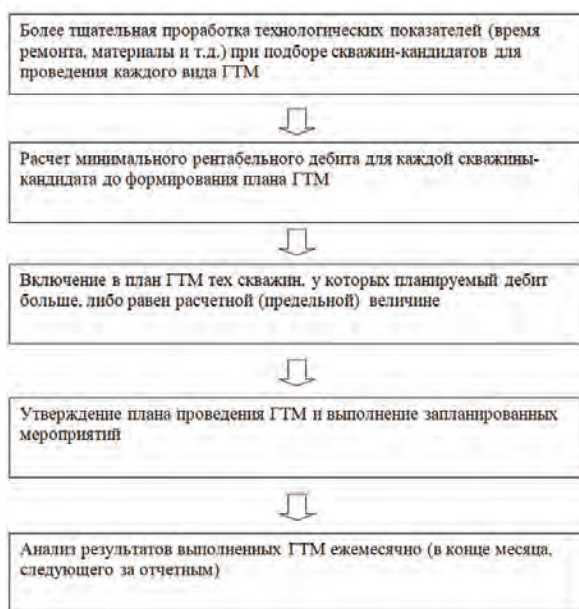 Более тщательная проработка технологических показателей (время
ремонта, материалы и т.д.) при подборе скважин-кандидатов для
проведения каждого вида ГТМ
Расчет минимального рентабельного дебита для каждой скважины-
кандидата до формирования плана ГТМ
Включение в план ГТМ тех скважин, у которых планируемый дебит
больше, либо равен расчетной (предельной) величине
Утверждение плана проведения ГТМ и выполнение запланированных
мероприятий
Анализ результатов выполненных ГТМ ежемесячно (в конце месяца,
следующего за отчетным)